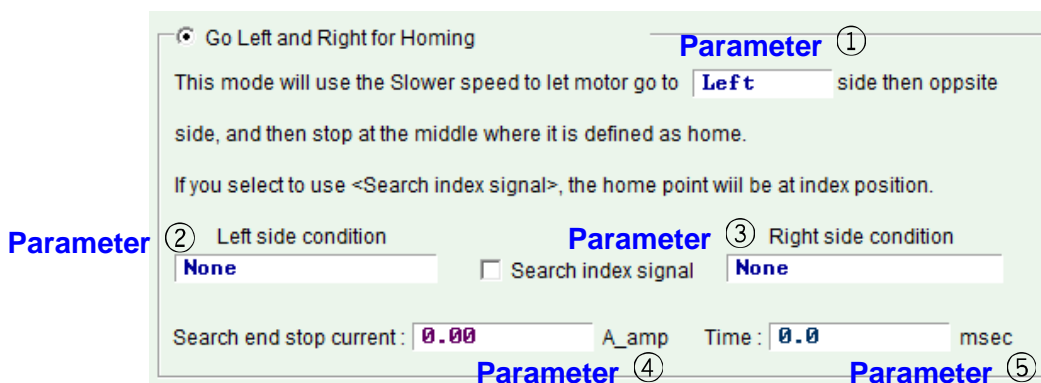 Go Left and Right for Homing
Parameter ①
This mode will use the Slower speed to let motor go to Left side then oppsite
side, and then stop at the middle where it is defined as home.
If you select to use <Search index signal>, the home point wiil be at index position.
Parameter ② Left side condition Parameter ③ Right side condition
None Search index signal None
Search end stop current : 0.00 A_amp Time : 0.0 msec
Parameter ④ Parameter ⑤